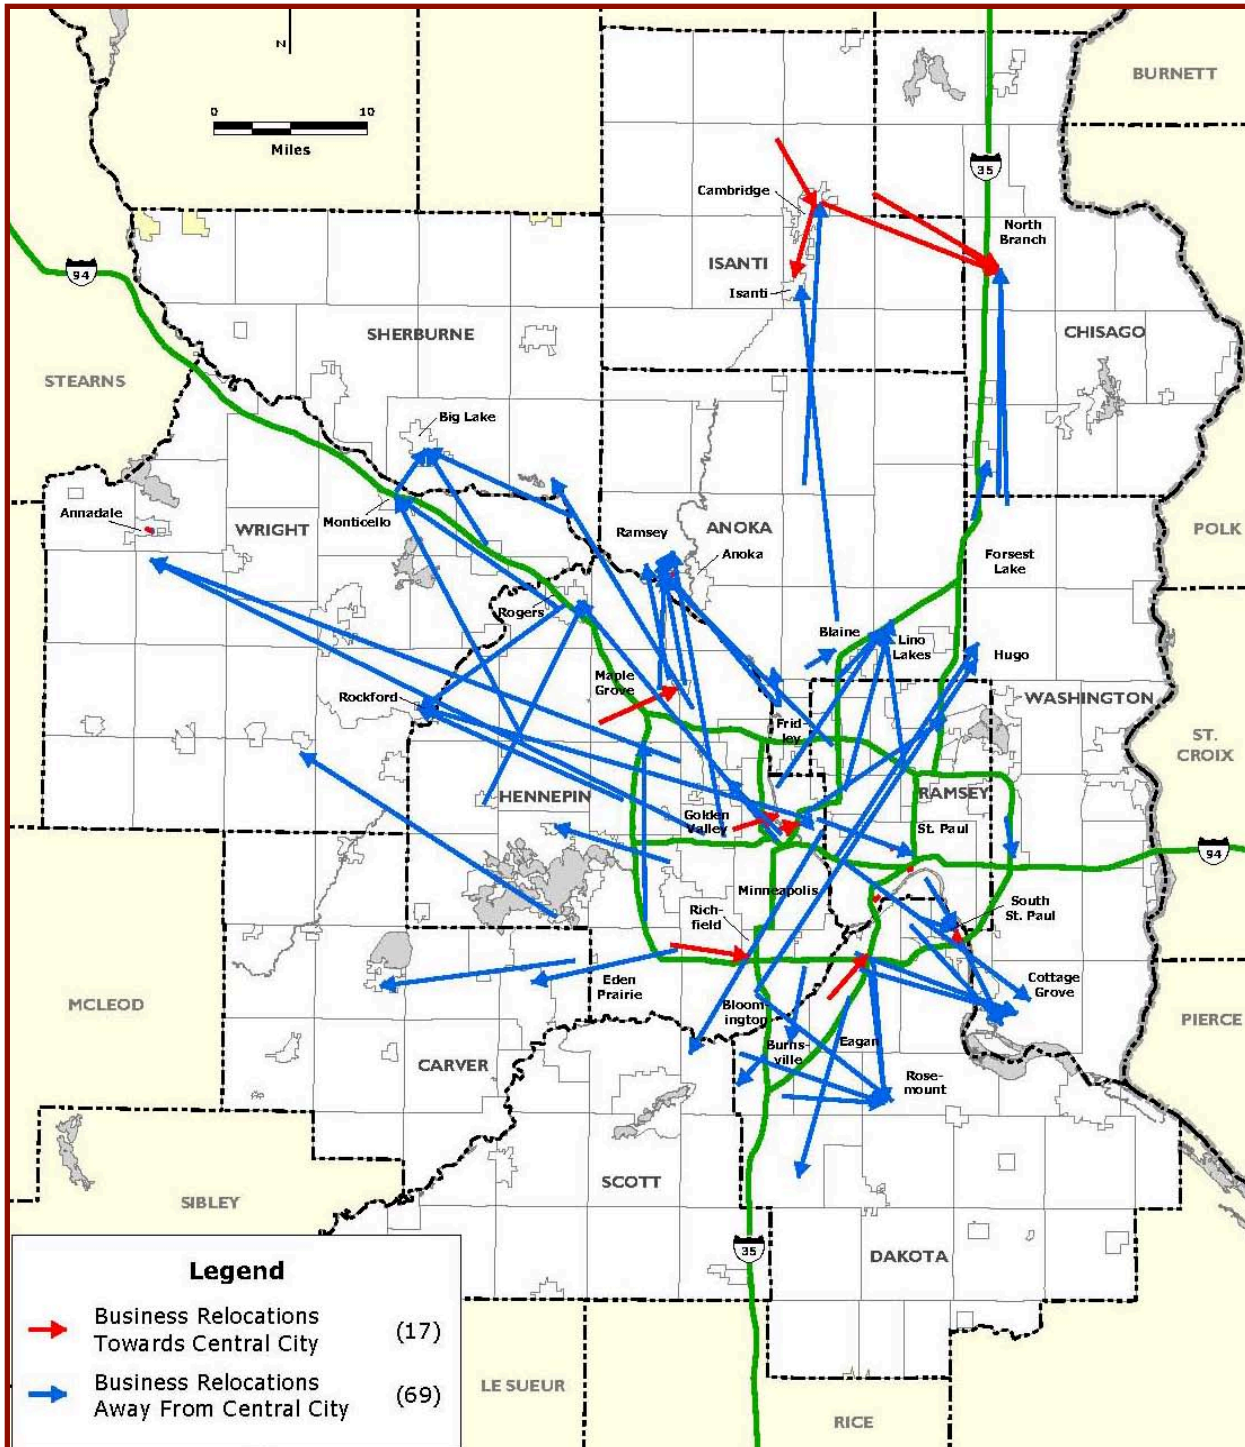 BURNETT
N
0 10
Miles
35
Cambridge
North
Branch
ISANTI
94
Isanti
SHERBURNE
CHISAGO
STEARNS
Big Lake
Annadale
WRIGHT
Monticello
Ramsey
ANOKA
POLK
Anoka
Forsest
Lake
Rogers
Blaine
Lino
Lakes
Hugo
Maple
Grove
Rockford
WASHINGTON
Frid-
ley
ST.
CROIX
HENNEPIN
RAMSEY
Golden
Valley
St. Paul
94
Minneapolis
Rich-
field
South
St. Paul
Eden
Prairie
Cottage
Grove
MCLEOD
Bloom-
ington
PIERCE
Burns-
ville
Eagan
CARVER
Rose-
mount
SCOTT
SIBLEY
35
DAKOTA
Legend
Business Relocations
Towards Central City (17)
Business Relocations
Away From Central City (69)
LE SUEUR
RICE